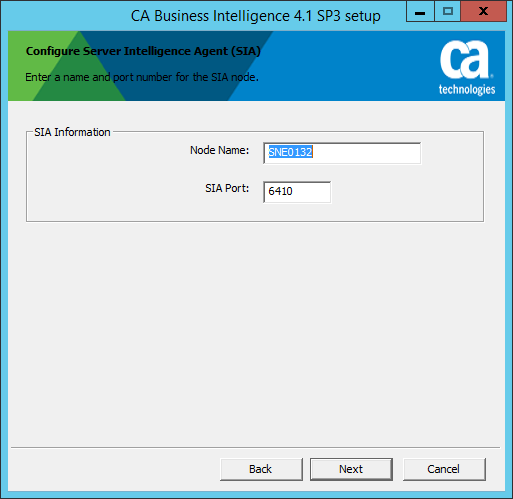 CA Business Intelligence 4.1 SP3 setup
Configure Server Intelligence Agent (SIA)
Enter a name and port number for the SIA node.
ca
technologies
SIA Information
Node Name: SNE0132
SIA Port: 6410
Back Next Cancel